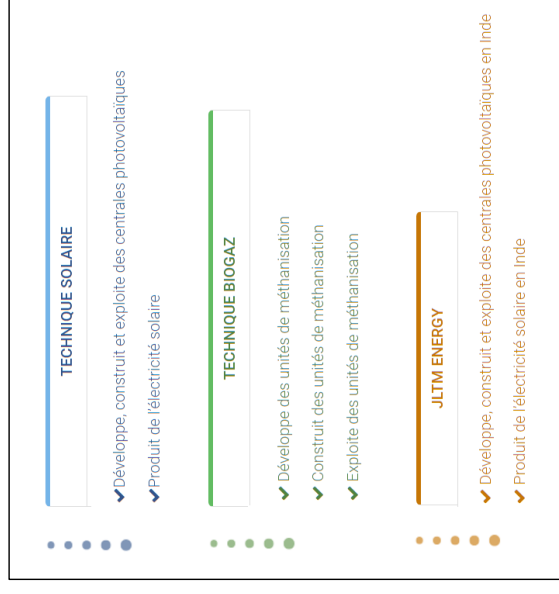 TECHNIQUE SOLAIRE
Développe, construit et exploite des centrales photovoltaïques
Produit de l'électricité solaire
TECHNIQUE BIOGAZ
Développe des unités de méthanisation
Construit des unités de méthanisation
Exploite des unités de méthanisation
JLTM ENERGY
Développe, construit et exploite des centrales photovoltaïques en Inde
Produit de l'électricité solaire en Inde